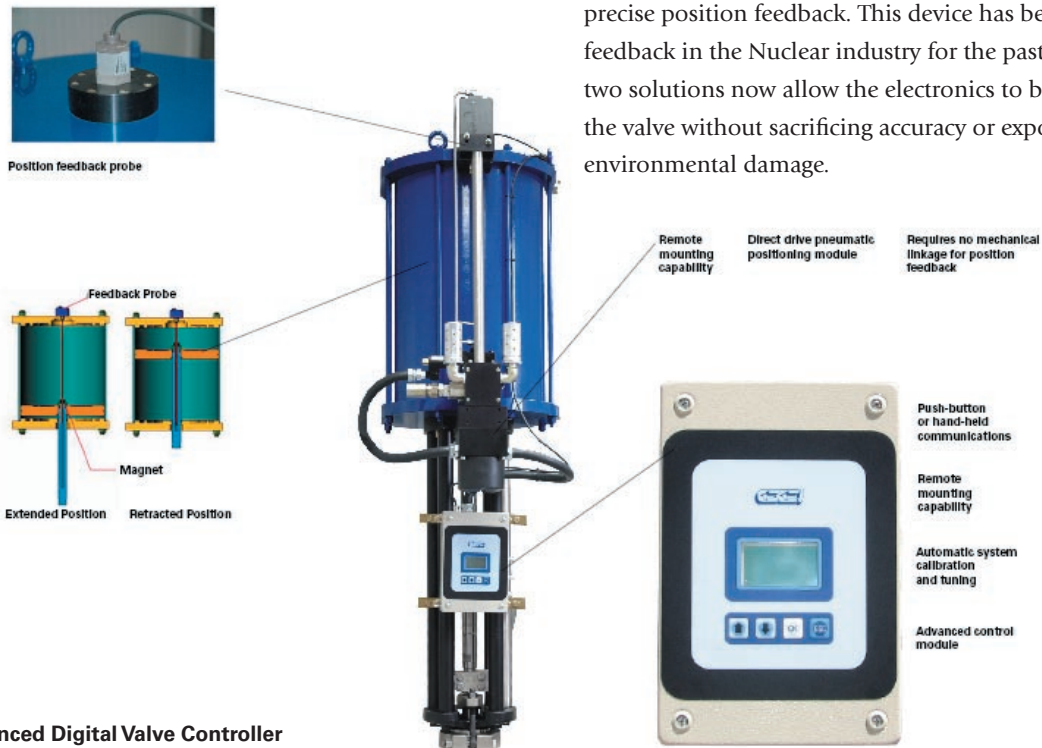 precise position feedback. This device has be
feedback in the Nuclear industry for the past
two solutions now allow the electronics to b
the valve without sacrificing accuracy or expo
environmental damage.
Position feedback probe
Remote
mounting
capability
Direct drive pneumatic
positioning module
Requires no mechanical
linkage for position
feedback
Feedback Probe
Magnet
Extended Position
Retracted Position
Push-button
or hand-held
communications
Remote
mounting
capability
Automatic system
calibration
and tuning
Advanced control
module
OK
nced Digital Valve Controller